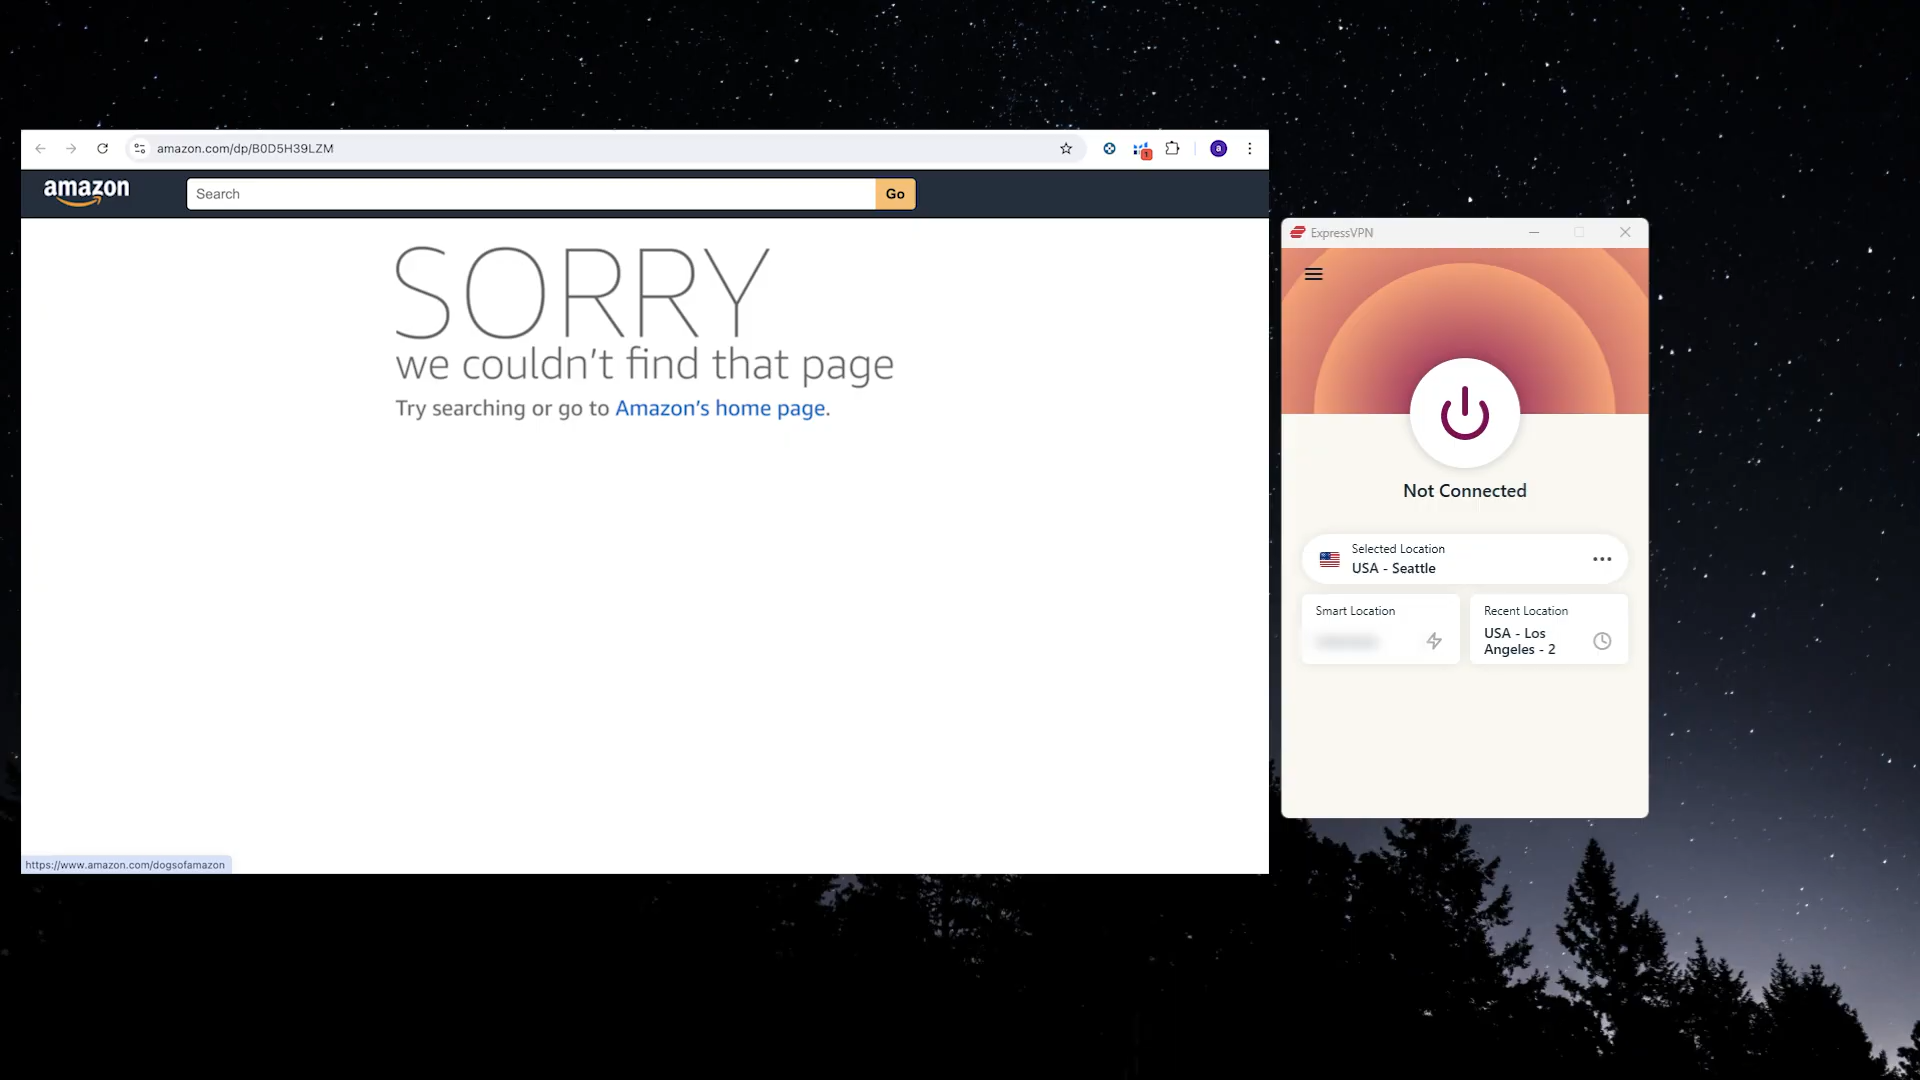 amazon.com/dp/B0D5H39LZM
a
1
amazon
Search
Go
SORRY
we couldn't find that page
Try searching or go to Amazon's home page.
https://www.amazon.com/dogsofamazon
ExpressVPN
Not Connected
Selected Location
USA - Seattle
Smart Location
Recent Location
USA - Los
Angeles - 2